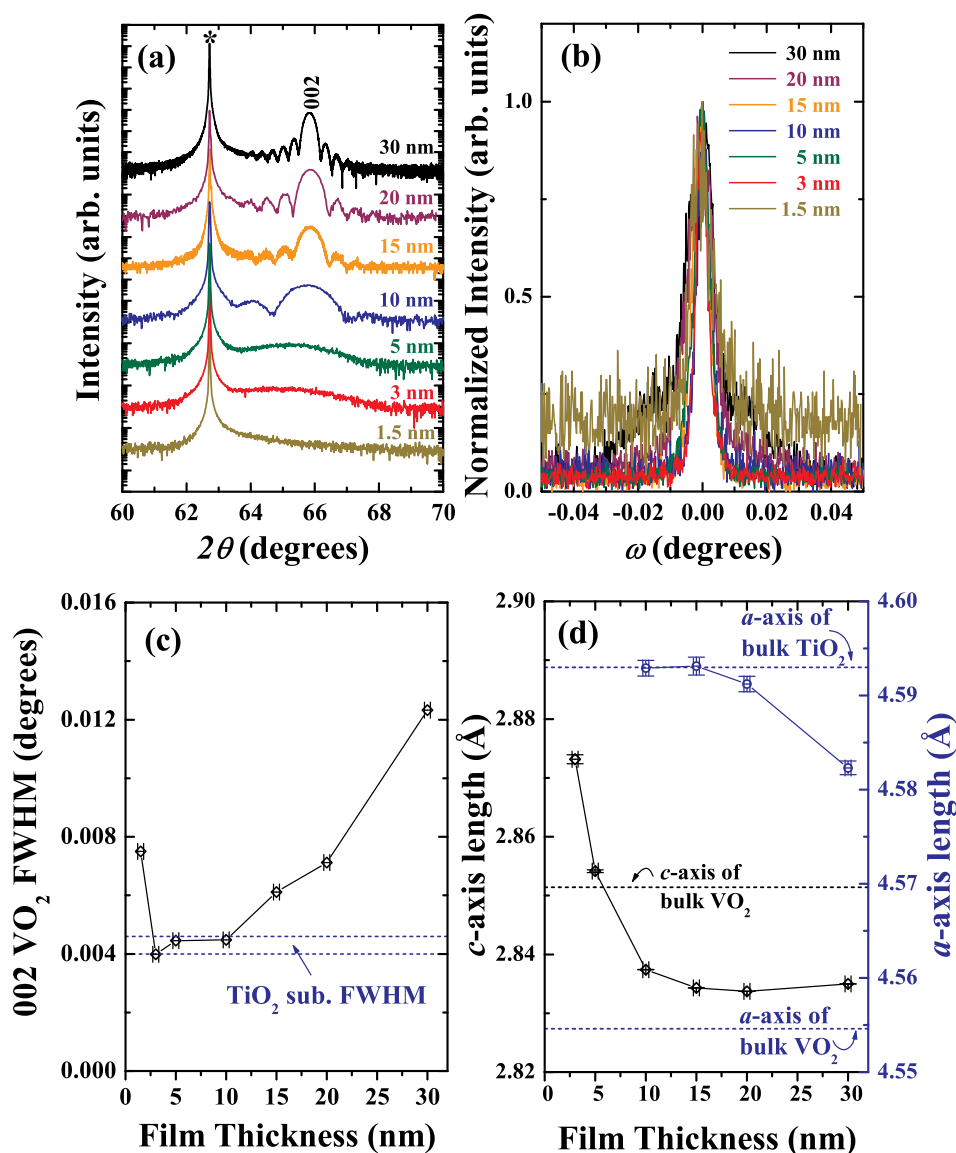 (a)
*
002
30 nm
20 nm
15 nm
10 nm
5 nm
3 nm
1.5 nm
Intensity (arb. units)
60 62 64 66 68 70
2θ (degrees)
(b)
30 nm
20 nm
15 nm
10 nm
5 nm
3 nm
1.5 nm
Normalized Intensity (arb. units)
1.0
0.5
0.0
-0.04 -0.02 0.00 0.02 0.04
ω (degrees)
(c)
002 VO₂ FWHM (degrees)
0.016
0.012
0.008
0.004
0.000
TiO₂ sub. FWHM
0 5 10 15 20 25 30
Film Thickness (nm)
(d)
c-axis length (Å)
2.90
2.88
2.86
2.84
2.82
a-axis of
bulk TiO₂
c-axis of
bulk VO₂
a-axis of
bulk VO₂
4.60
4.59
4.58
4.57
4.56
4.55
a-axis length (Å)
0 5 10 15 20 25 30
Film Thickness (nm)